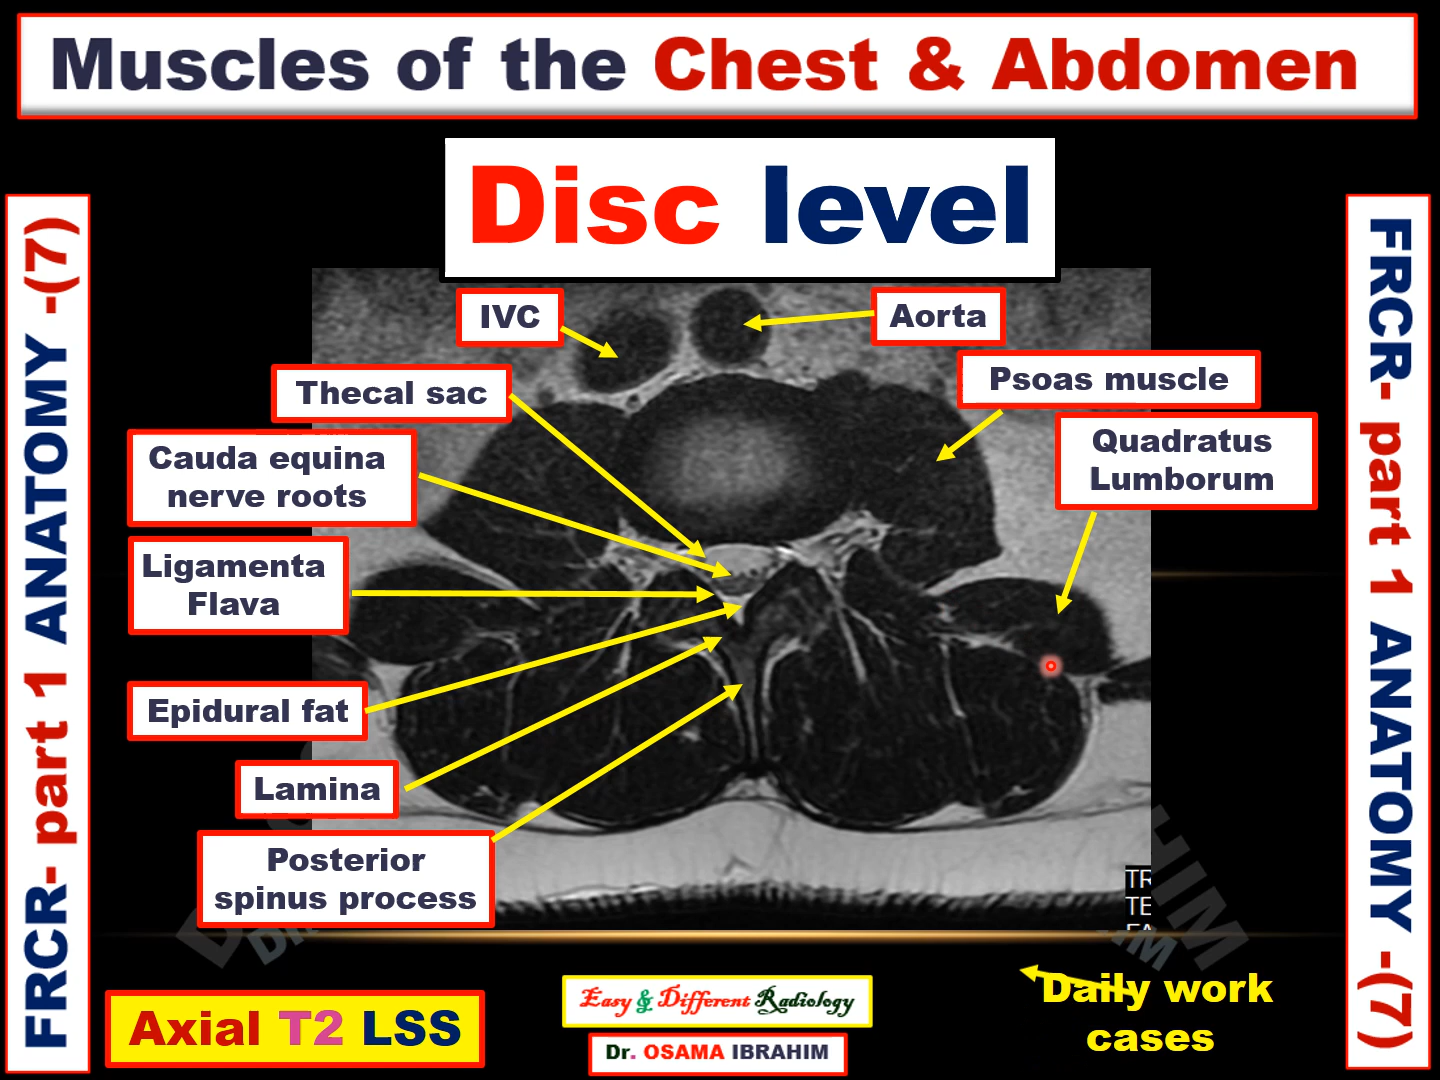 Muscles of the Chest & Abdomen
Disc level
FRCR- part 1 ANATOMY -(7)
FRCR- part 1 ANATOMY -(7)
IVC
Aorta
Thecal sac
Psoas muscle
Cauda equina
nerve roots
Quadratus
Lumborum
Ligamenta
Flava
Epidural fat
Lamina
Posterior
spinus process
TR
TE
Axial T2 LSS
Easy & Different Radiology
Dr. OSAMA IBRAHIM
Daily work
cases